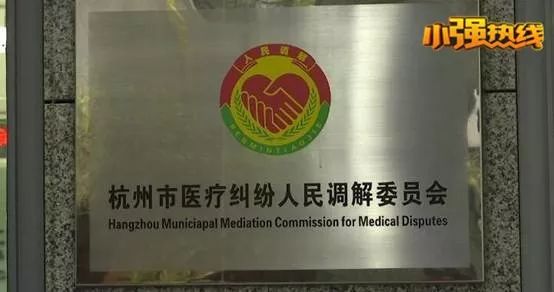 小强热线
人民调解
RENMINTIAOJIE
杭州市医疗纠纷人民调解委员会
Hangzhou Municiapal Mediation Commission for Medical Disputes